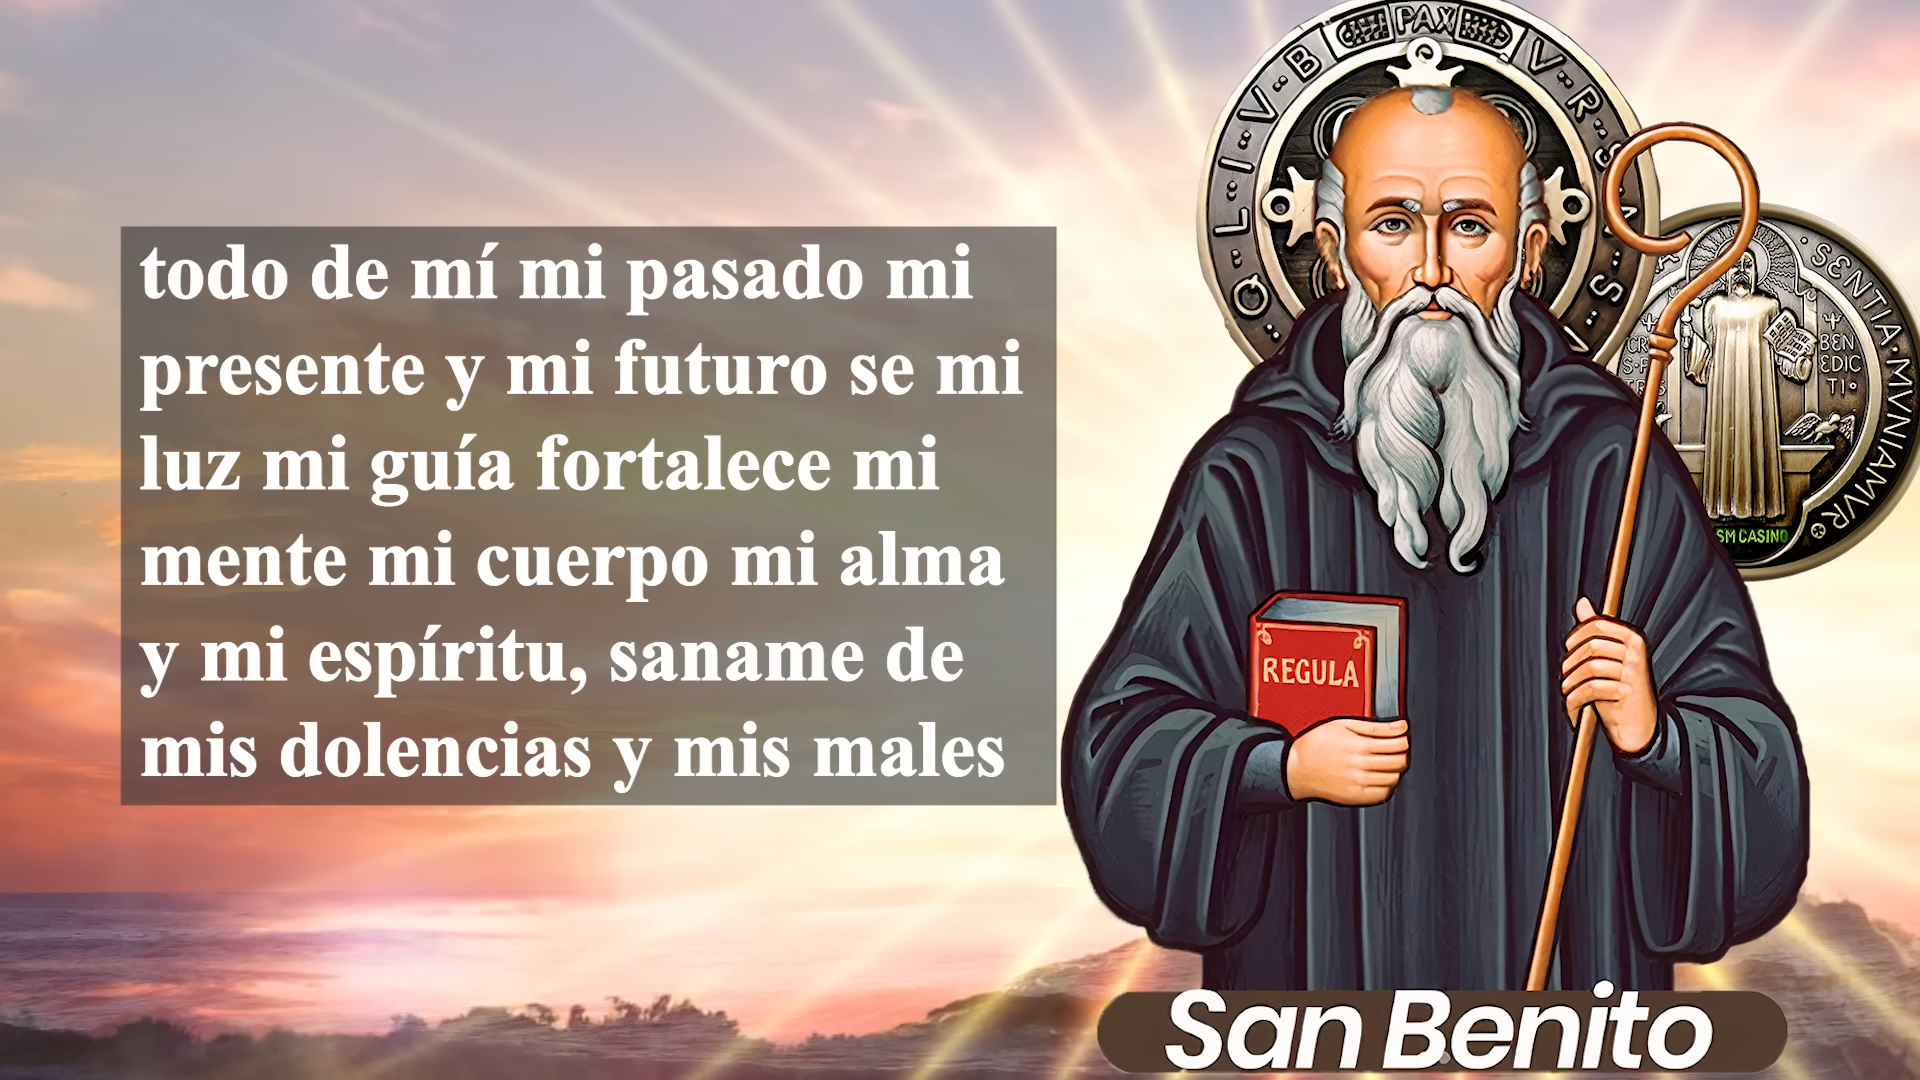 todo de mí mi pasado mi
presente y mi futuro se mi
luz mi guía fortalece mi
mente mi cuerpo mi alma
y mi espíritu, saname de
mis dolencias y mis males
PAX
V·R·S
Q·L·I·V·B
SENTIA·MVNIAMVR
BEN
EDIC
TI
SM CASINO
REGULA
San Benito